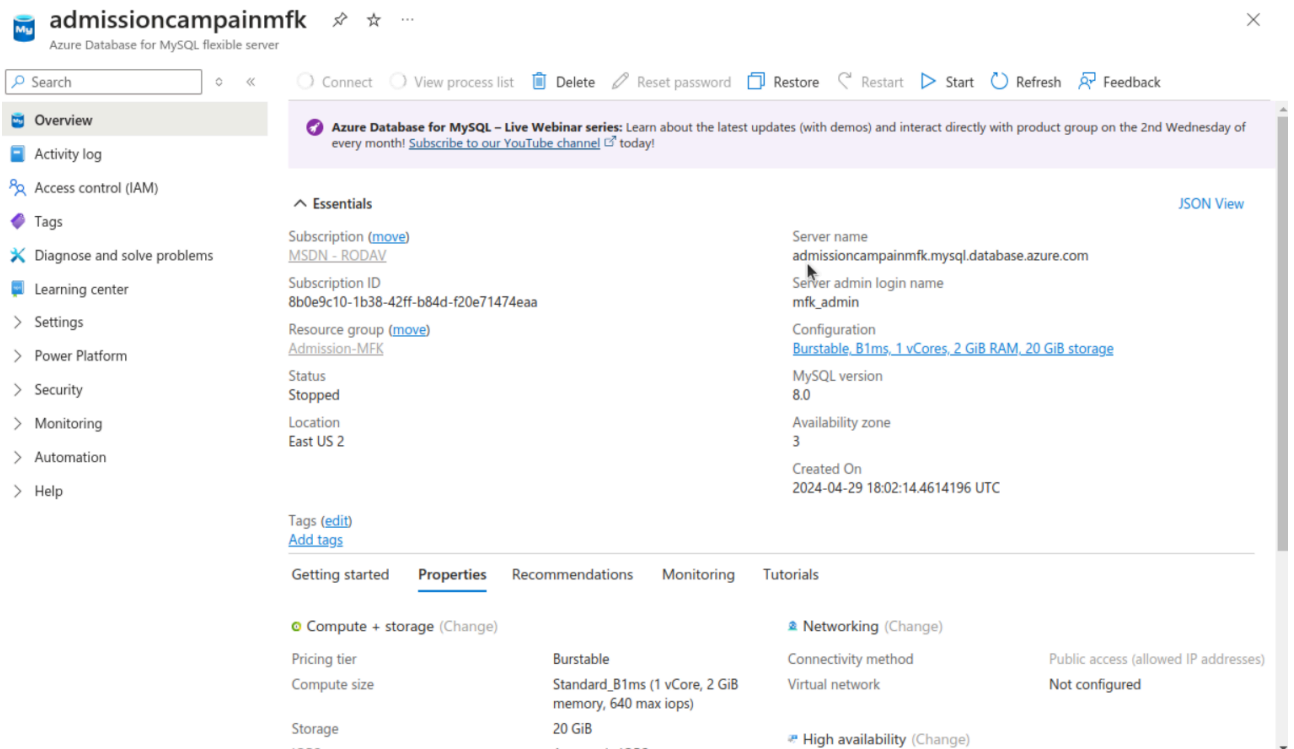 admissioncampainmfk
Azure Database for MySQL flexible server
Search
Connect
View process list
Delete
Reset password
Restore
Restart
Start
Refresh
Feedback
Overview
Activity log
Access control (IAM)
Tags
Diagnose and solve problems
Learning center
Settings
Power Platform
Security
Monitoring
Automation
Help
Azure Database for MySQL – Live Webinar series: Learn about the latest updates (with demos) and interact directly with product group on the 2nd Wednesday of
every month! Subscribe to our YouTube channel today!
Essentials
JSON View
Subscription (move)
MSDN - RODAV
Subscription ID
8b0e9c10-1b38-42ff-b84d-f20e71474eaa
Resource group (move)
Admission-MFK
Status
Stopped
Location
East US 2
Server name
admissioncampainmfk.mysql.database.azure.com
Server admin login name
mfk_admin
Configuration
Burstable, B1ms, 1 vCores, 2 GiB RAM, 20 GiB storage
MySQL version
8.0
Availability zone
3
Created On
2024-04-29 18:02:14.4614196 UTC
Tags (edit)
Add tags
Getting started
Properties
Recommendations
Monitoring
Tutorials
Compute + storage (Change)
Pricing tier
Burstable
Compute size
Standard_B1ms (1 vCore, 2 GiB
memory, 640 max iops)
Storage
20 GiB
Networking (Change)
Connectivity method
Public access (allowed IP addresses)
Virtual network
Not configured
High availability (Change)